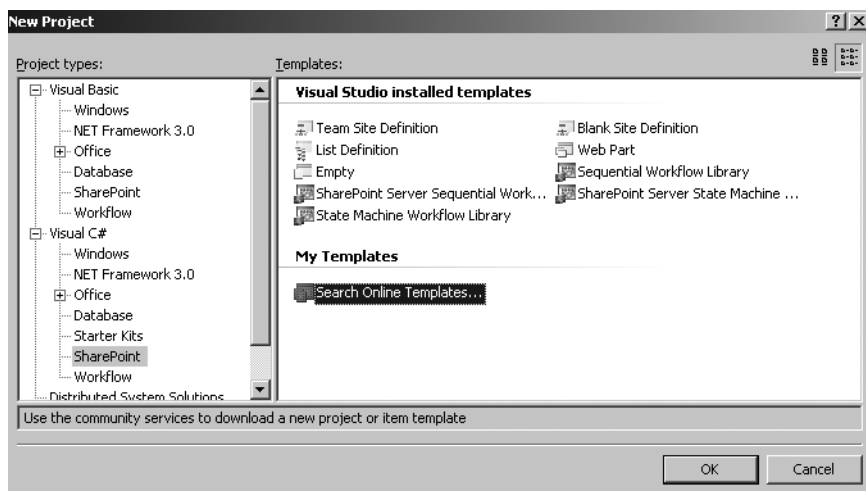 New Project
Project types:
Templates:
Visual Basic
Windows
NET Framework 3.0
Office
Database
SharePoint
Workflow
Visual C#
Windows
NET Framework 3.0
Office
Database
Starter Kits
SharePoint
Workflow
Distributed System Solutions
Visual Studio installed templates
Team Site Definition
Blank Site Definition
List Definition
Web Part
Empty
Sequential Workflow Library
SharePoint Server Sequential Work...
SharePoint Server State Machine ...
State Machine Workflow Library
My Templates
Search Online Templates...
Use the community services to download a new project or item template
OK
Cancel